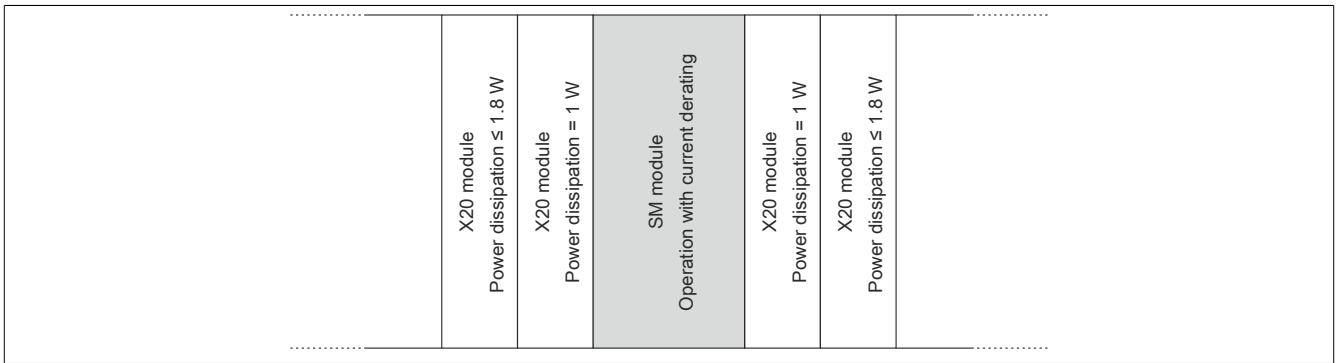 X20 module
Power dissipation ≤ 1.8 W
X20 module
Power dissipation = 1 W
SM module
Operation with current derating
X20 module
Power dissipation = 1 W
X20 module
Power dissipation ≤ 1.8 W